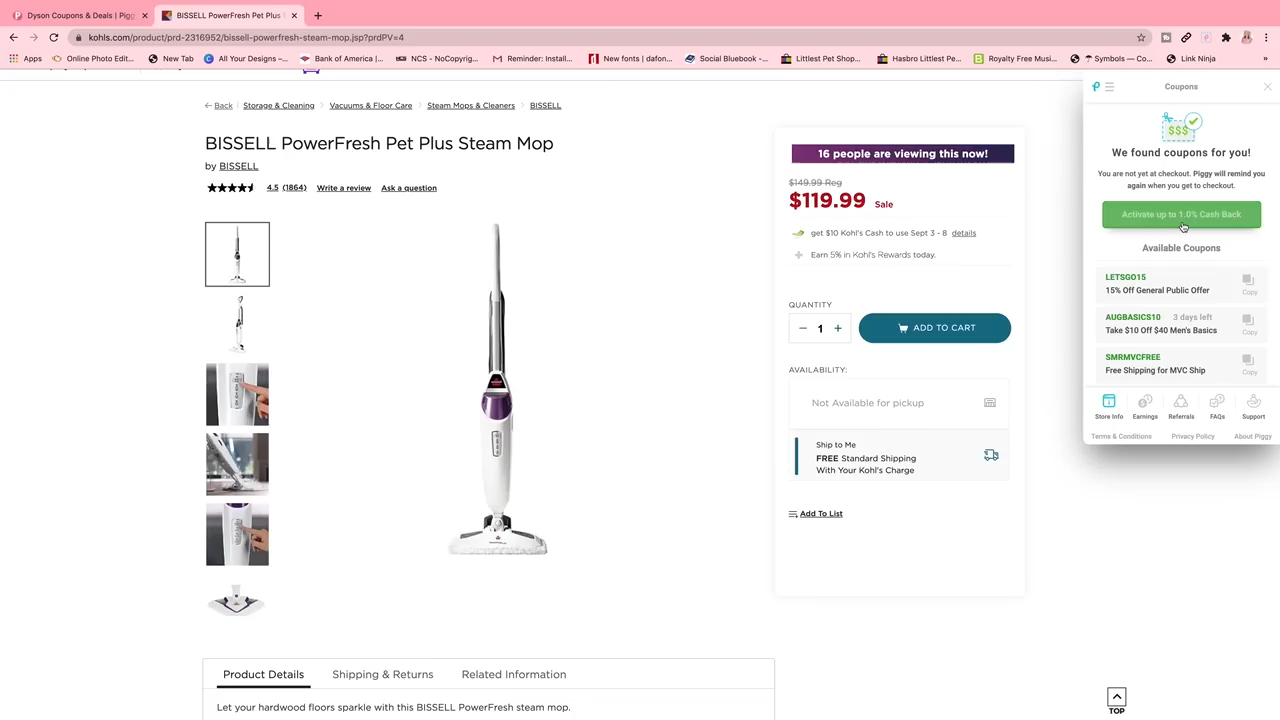 Dyson Coupons & Deals | Pigg
BISSELL PowerFresh Pet Plus
kohls.com/product/prd-2316952/bissell-powerfresh-steam-mop.jsp?prdPV=4
Apps
Online Photo Edit...
New Tab
All Your Designs –...
Bank of America |...
NCS - NoCopyrig...
Reminder: Install...
New fonts | dafon...
Social Bluebook -...
Littlest Pet Shop...
Hasbro Littlest Pe...
Royalty Free Musi...
Symbols — Co...
Link Ninja
Back
Storage & Cleaning
Vacuums & Floor Care
Steam Mops & Cleaners
BISSELL
BISSELL PowerFresh Pet Plus Steam Mop
by BISSELL
4.5 (1864) Write a review Ask a question
16 people are viewing this now!
$149.99 Reg
$119.99 Sale
get $10 Kohl's Cash to use Sept 3 - 8 details
Earn 5% in Kohl's Rewards today.
QUANTITY
− 1 +
ADD TO CART
AVAILABILITY:
Not Available for pickup
Ship to Me
FREE Standard Shipping
With Your Kohl's Charge
Add To List
Product Details
Shipping & Returns
Related Information
Let your hardwood floors sparkle with this BISSELL PowerFresh steam mop.
TOP
Coupons
$$$
We found coupons for you!
You are not yet at checkout. Piggy will remind you
again when you get to checkout.
Activate up to 1.0% Cash Back
Available Coupons
LETSGO15
15% Off General Public Offer
Copy
AUGBASICS10 3 days left
Take $10 Off $40 Men's Basics
Copy
SMRMVCFREE
Free Shipping for MVC Ship
Copy
Store Info
Earnings
Referrals
FAQs
Support
Terms & Conditions
Privacy Policy
About Piggy